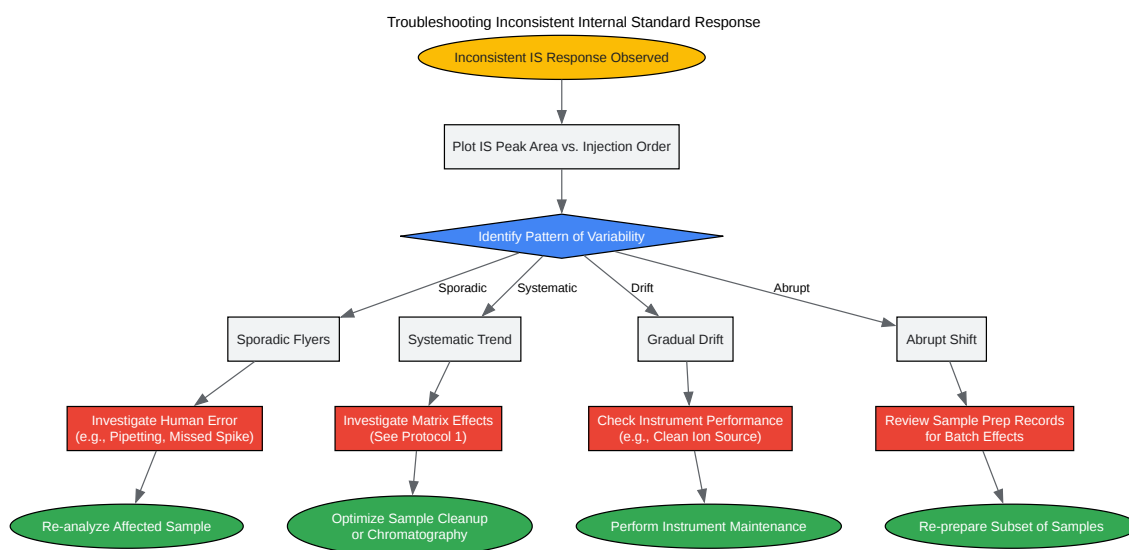 Troubleshooting Inconsistent Internal Standard Response
Inconsistent IS Response Observed
Plot IS Peak Area vs. Injection Order
Identify Pattern of Variability
Sporadic
Systematic
Drift
Abrupt
Sporadic Flyers
Systematic Trend
Gradual Drift
Abrupt Shift
Investigate Human Error
(e.g., Pipetting, Missed Spike)
Investigate Matrix Effects
(See Protocol 1)
Check Instrument Performance
(e.g., Clean Ion Source)
Review Sample Prep Records
for Batch Effects
Re-analyze Affected Sample
Optimize Sample Cleanup
or Chromatography
Perform Instrument Maintenance
Re-prepare Subset of Samples